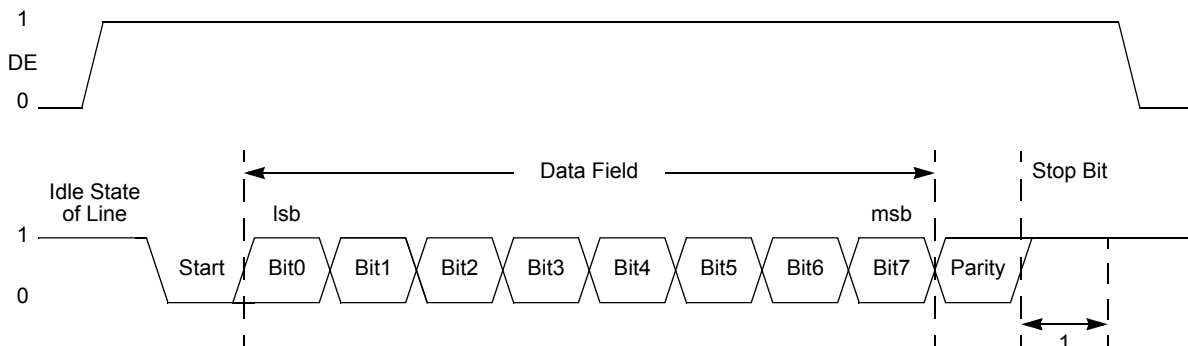 1
DE
0
Data Field
Stop Bit
Idle State
of Line
lsb
msb
1
Start
Bit0
Bit1
Bit2
Bit3
Bit4
Bit5
Bit6
Bit7
Parity
0
1